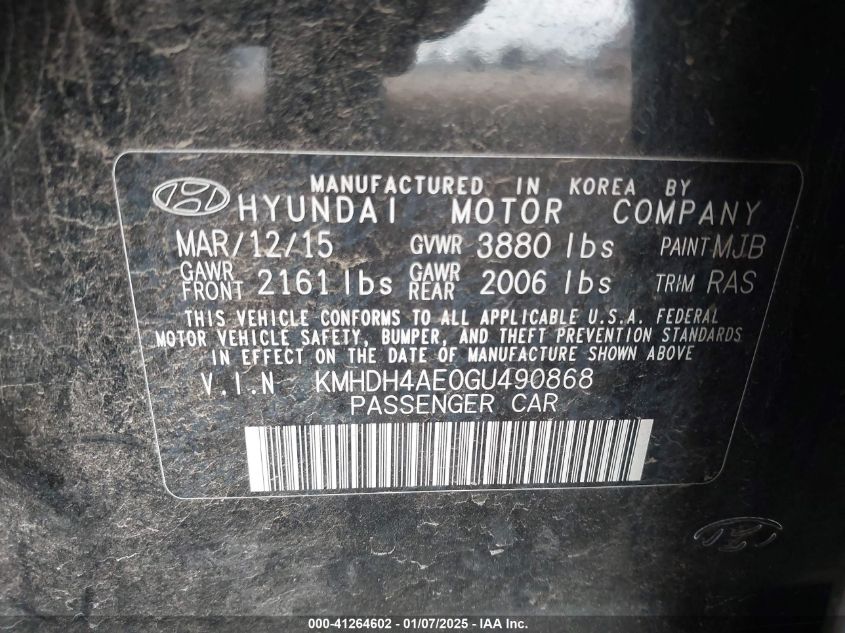 MANUFACTURED IN KOREA BY
HYUNDAI MOTOR COMPANY
MAR/12/15 GVWR 3880 lbs PAINT MJB
GAWR FRONT 2161 lbs GAWR REAR 2006 lbs TRIM RAS
THIS VEHICLE CONFORMS TO ALL APPLICABLE U.S.A. FEDERAL
MOTOR VEHICLE SAFETY, BUMPER, AND THEFT PREVENTION STANDARDS
IN EFFECT ON THE DATE OF MANUFACTURE SHOWN ABOVE
V.I.N KMHDH4AE0GU490868
PASSENGER CAR
000-41264602 - 01/07/2025 - IAA Inc.